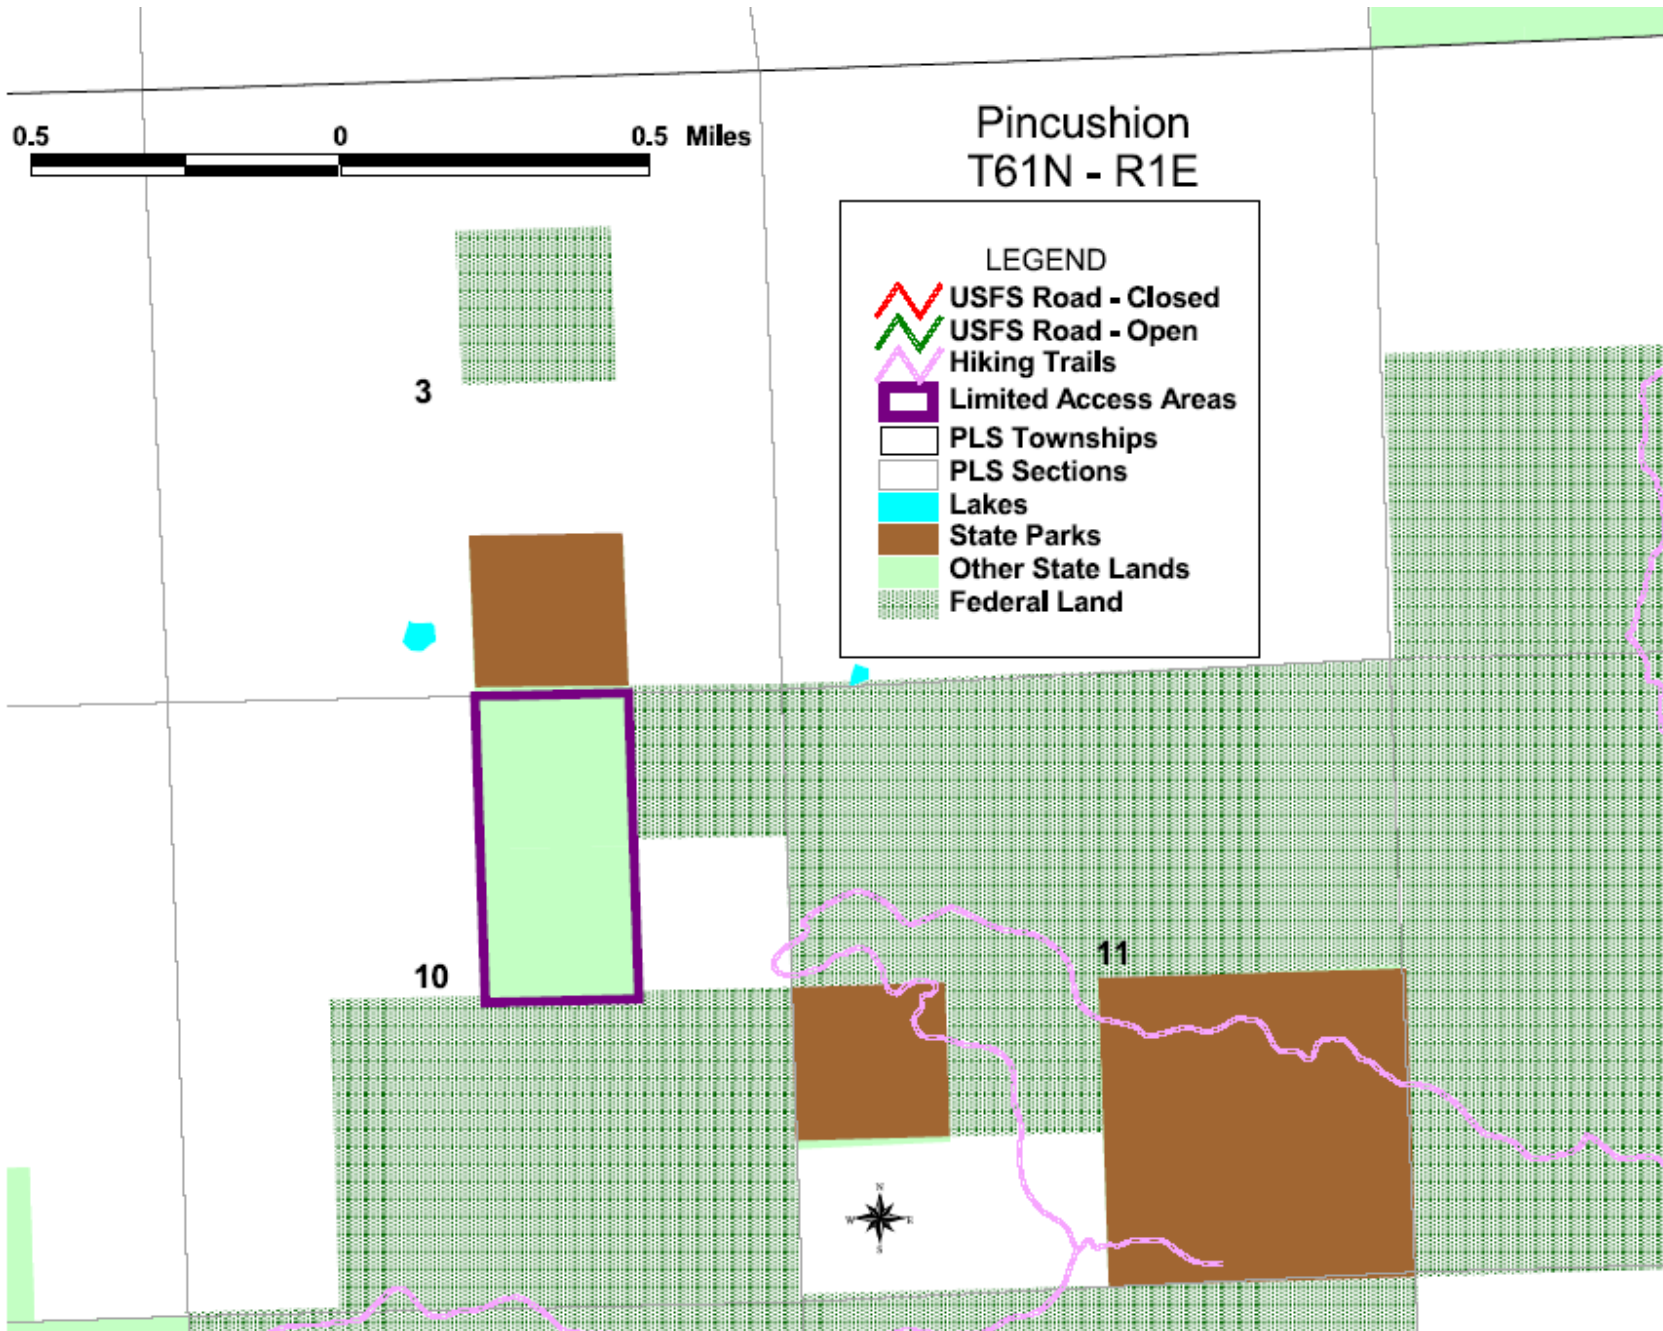 0.5 0 0.5 Miles
Pincushion
T61N - R1E
LEGEND
USFS Road - Closed
USFS Road - Open
Hiking Trails
Limited Access Areas
PLS Townships
PLS Sections
Lakes
State Parks
Other State Lands
Federal Land
3
11
10
N
W E
S